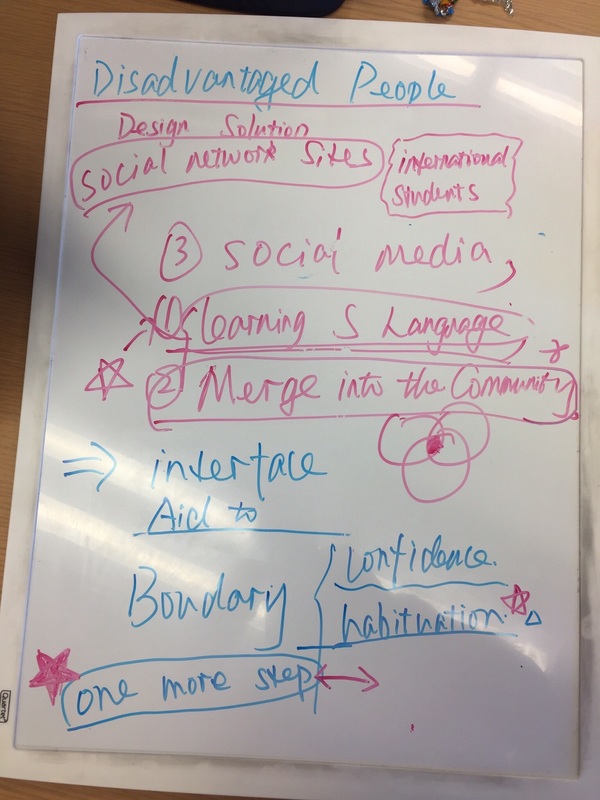 Disadvantaged People
Design Solution
social network sites
international
students
③ social media
① learning S Language
② Merge into the Community
⇒ interface
Aid to
Boudary
confidence.
habituation
one more step
Quartet